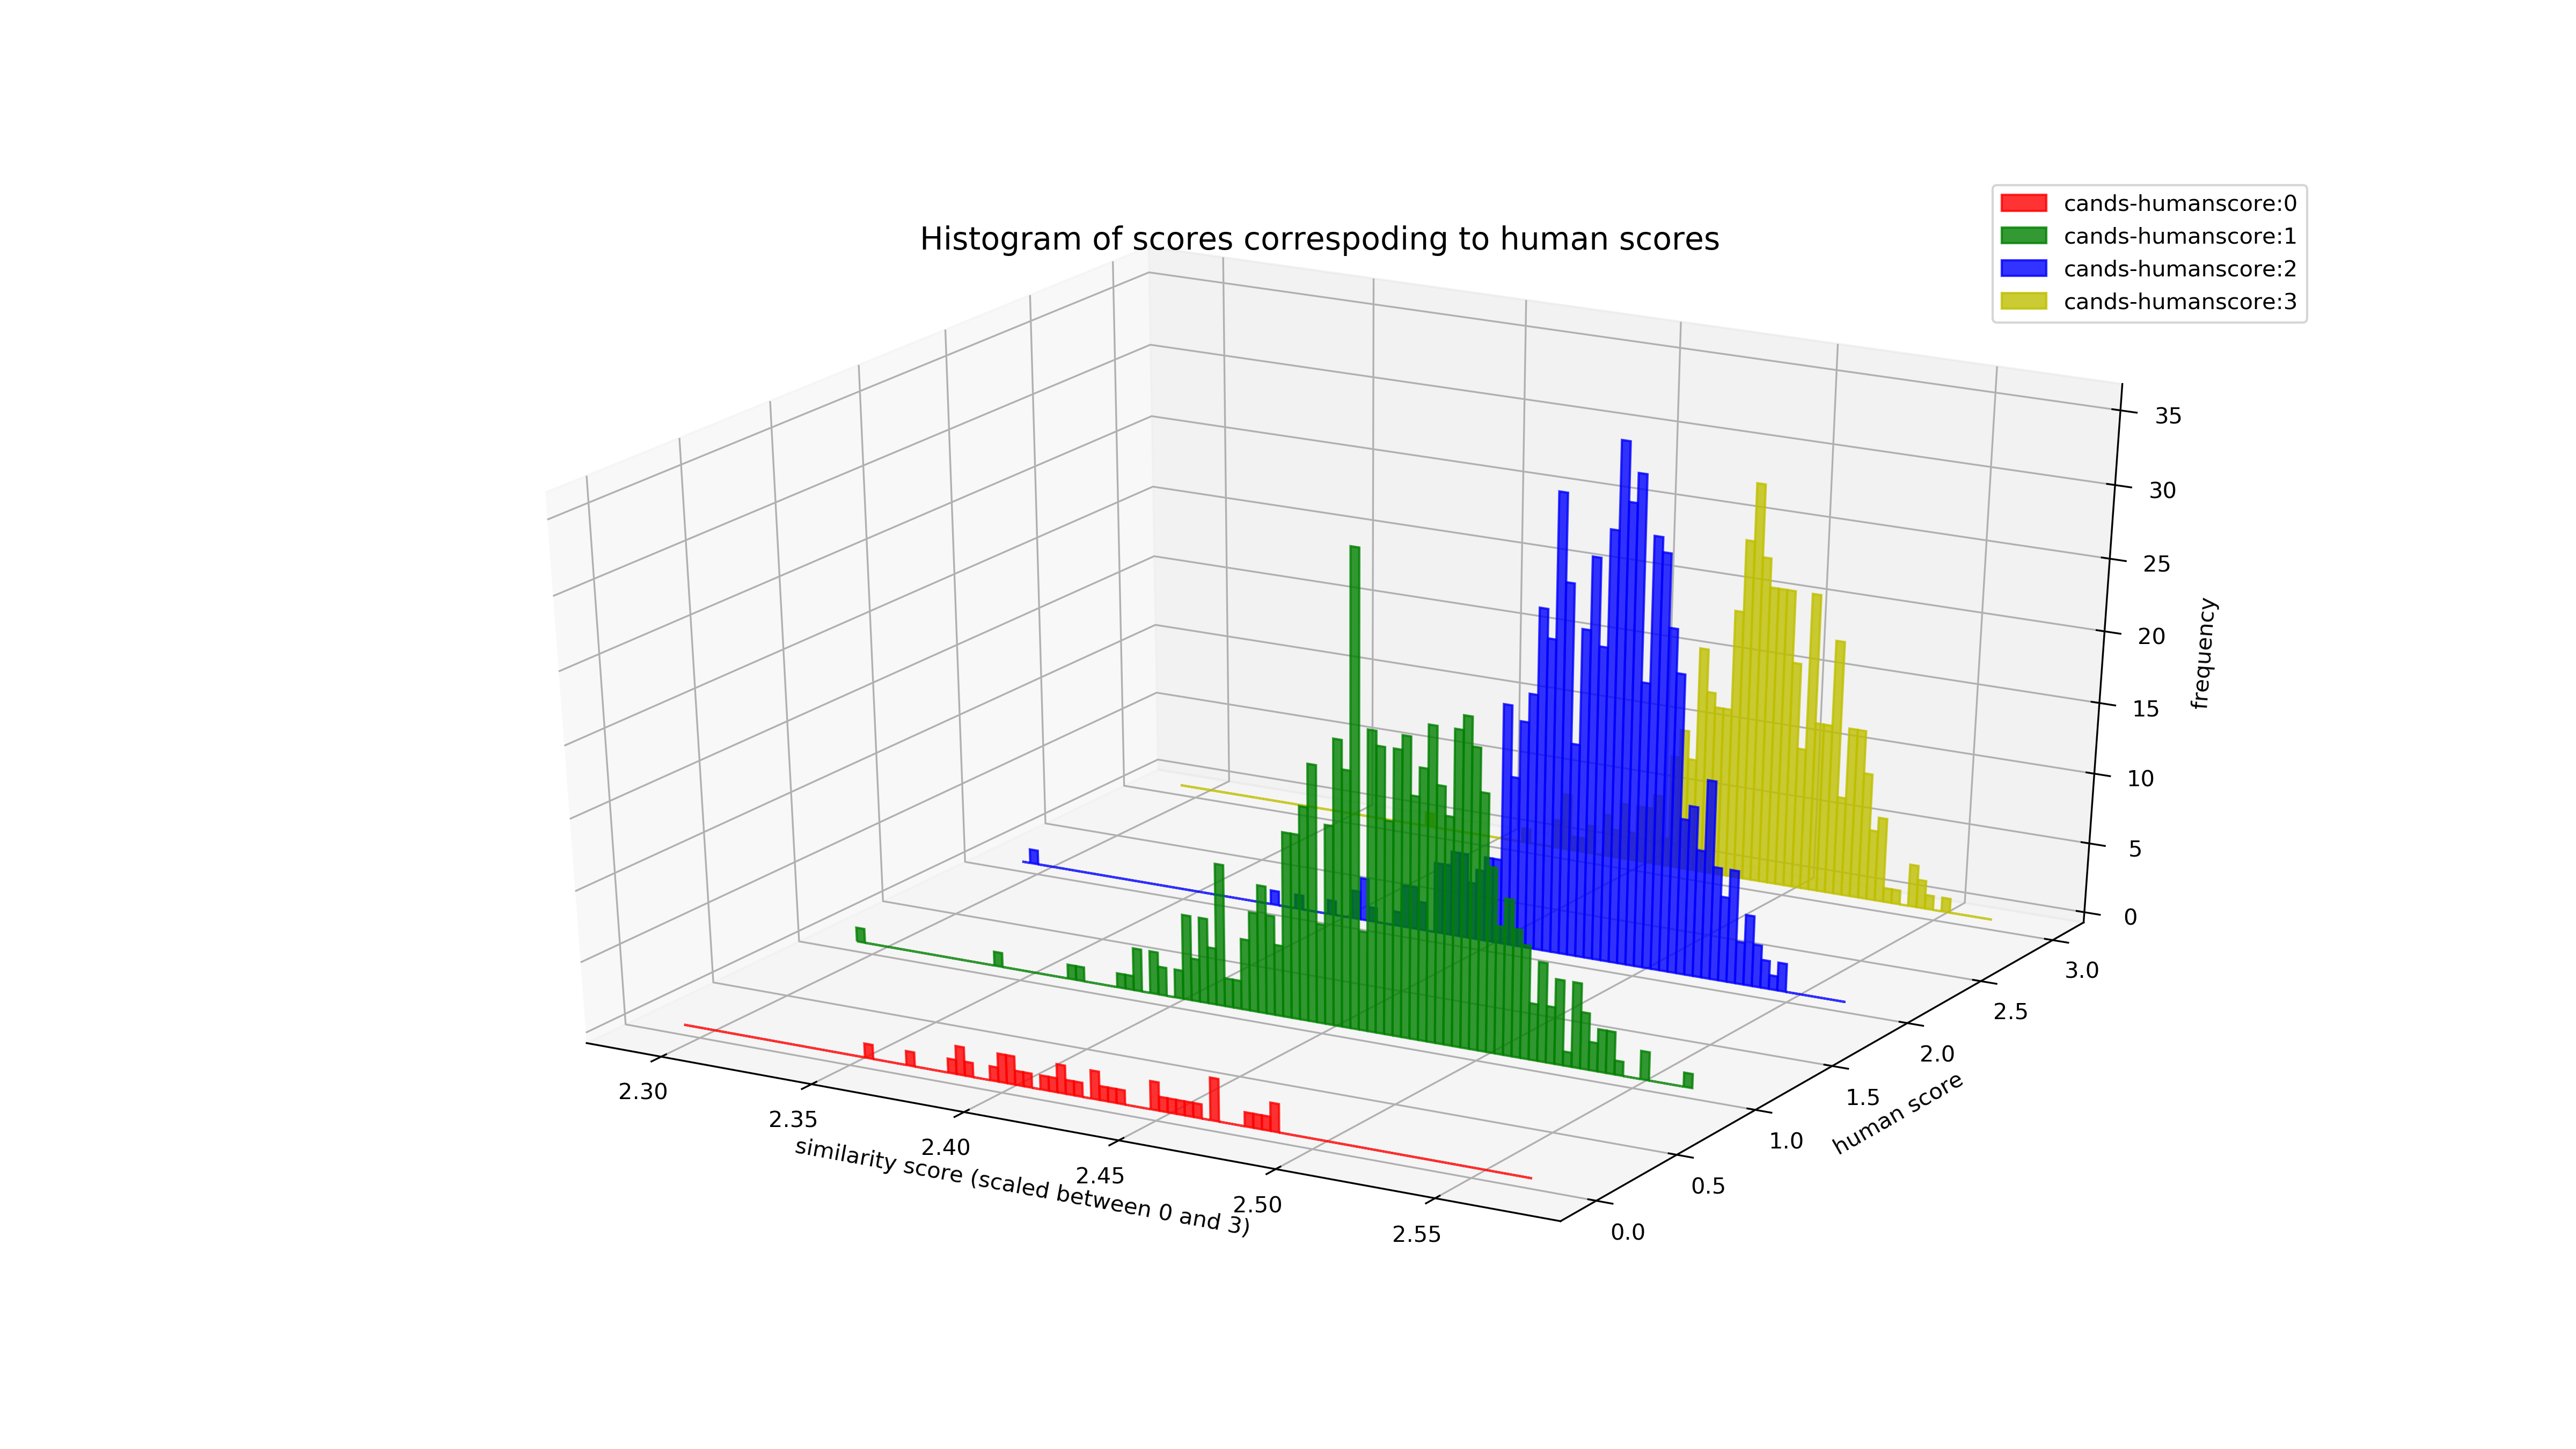 Histogram of scores correspoding to human scores
cands-humanscore:0
cands-humanscore:1
cands-humanscore:2
cands-humanscore:3
35
30
25
20
15
10
5
0
frequency
3.0
2.5
2.0
1.5
1.0
0.5
0.0
human score
2.30
2.35
2.40
2.45
2.50
2.55
similarity score (scaled between 0 and 3)